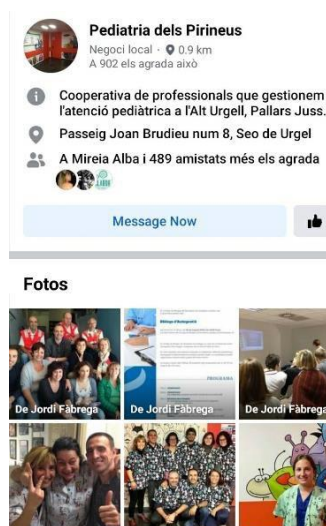 Pediatria dels Pirineus
Negoci local · 0.9 km
A 902 els agrada això
Cooperativa de professionals que gestionem
l'atenció pediàtrica a l'Alt Urgell, Pallars Juss.
Passeig Joan Brudieu num 8, Seo de Urgel
A Mireia Alba i 489 amistats més els agrada
Message Now
Fotos
PROGRAMA
De Jordi Fàbrega
De Jordi Fàbrega
De Jordi Fàbrega